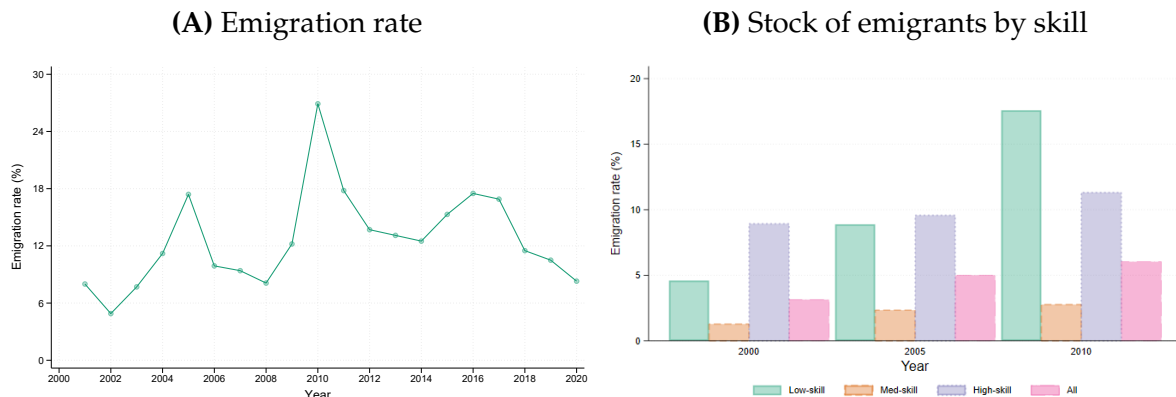 (A) Emigration rate
30
24
18
12
6
0
Emigration rate (%)
2000 2002 2004 2006 2008 2010 2012 2014 2016 2018 2020
Year
(B) Stock of emigrants by skill
20
15
10
5
0
Emigration rate (%)
2000 2005 2010
Year
Low-skill Med-skill High-skill All